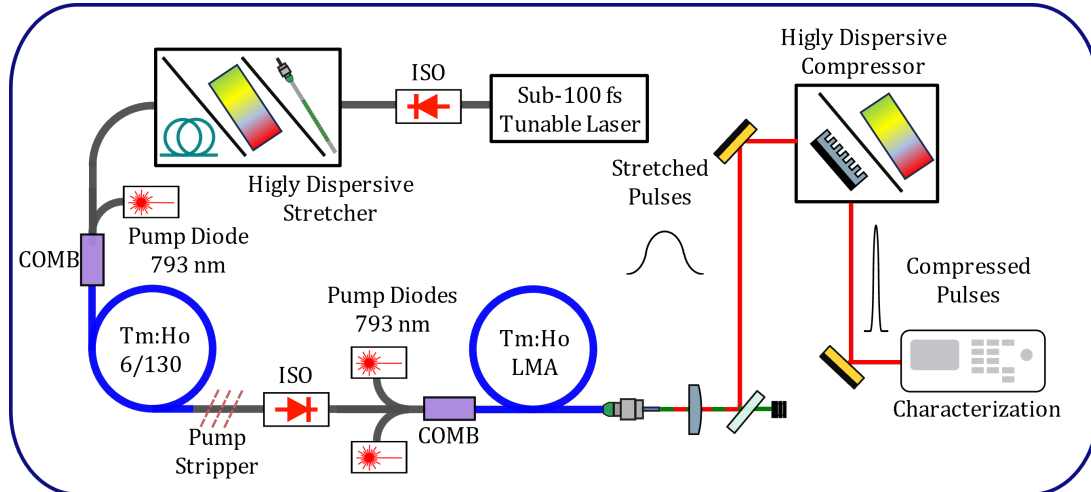 ISO
Sub-100 fs
Tunable Laser
Higly Dispersive
Stretcher
Higly Dispersive
Compressor
Stretched
Pulses
Pump Diode
793 nm
COMB
Tm:Ho
6/130
Pump
Stripper
ISO
Pump Diodes
793 nm
COMB
Tm:Ho
LMA
Compressed
Pulses
Characterization